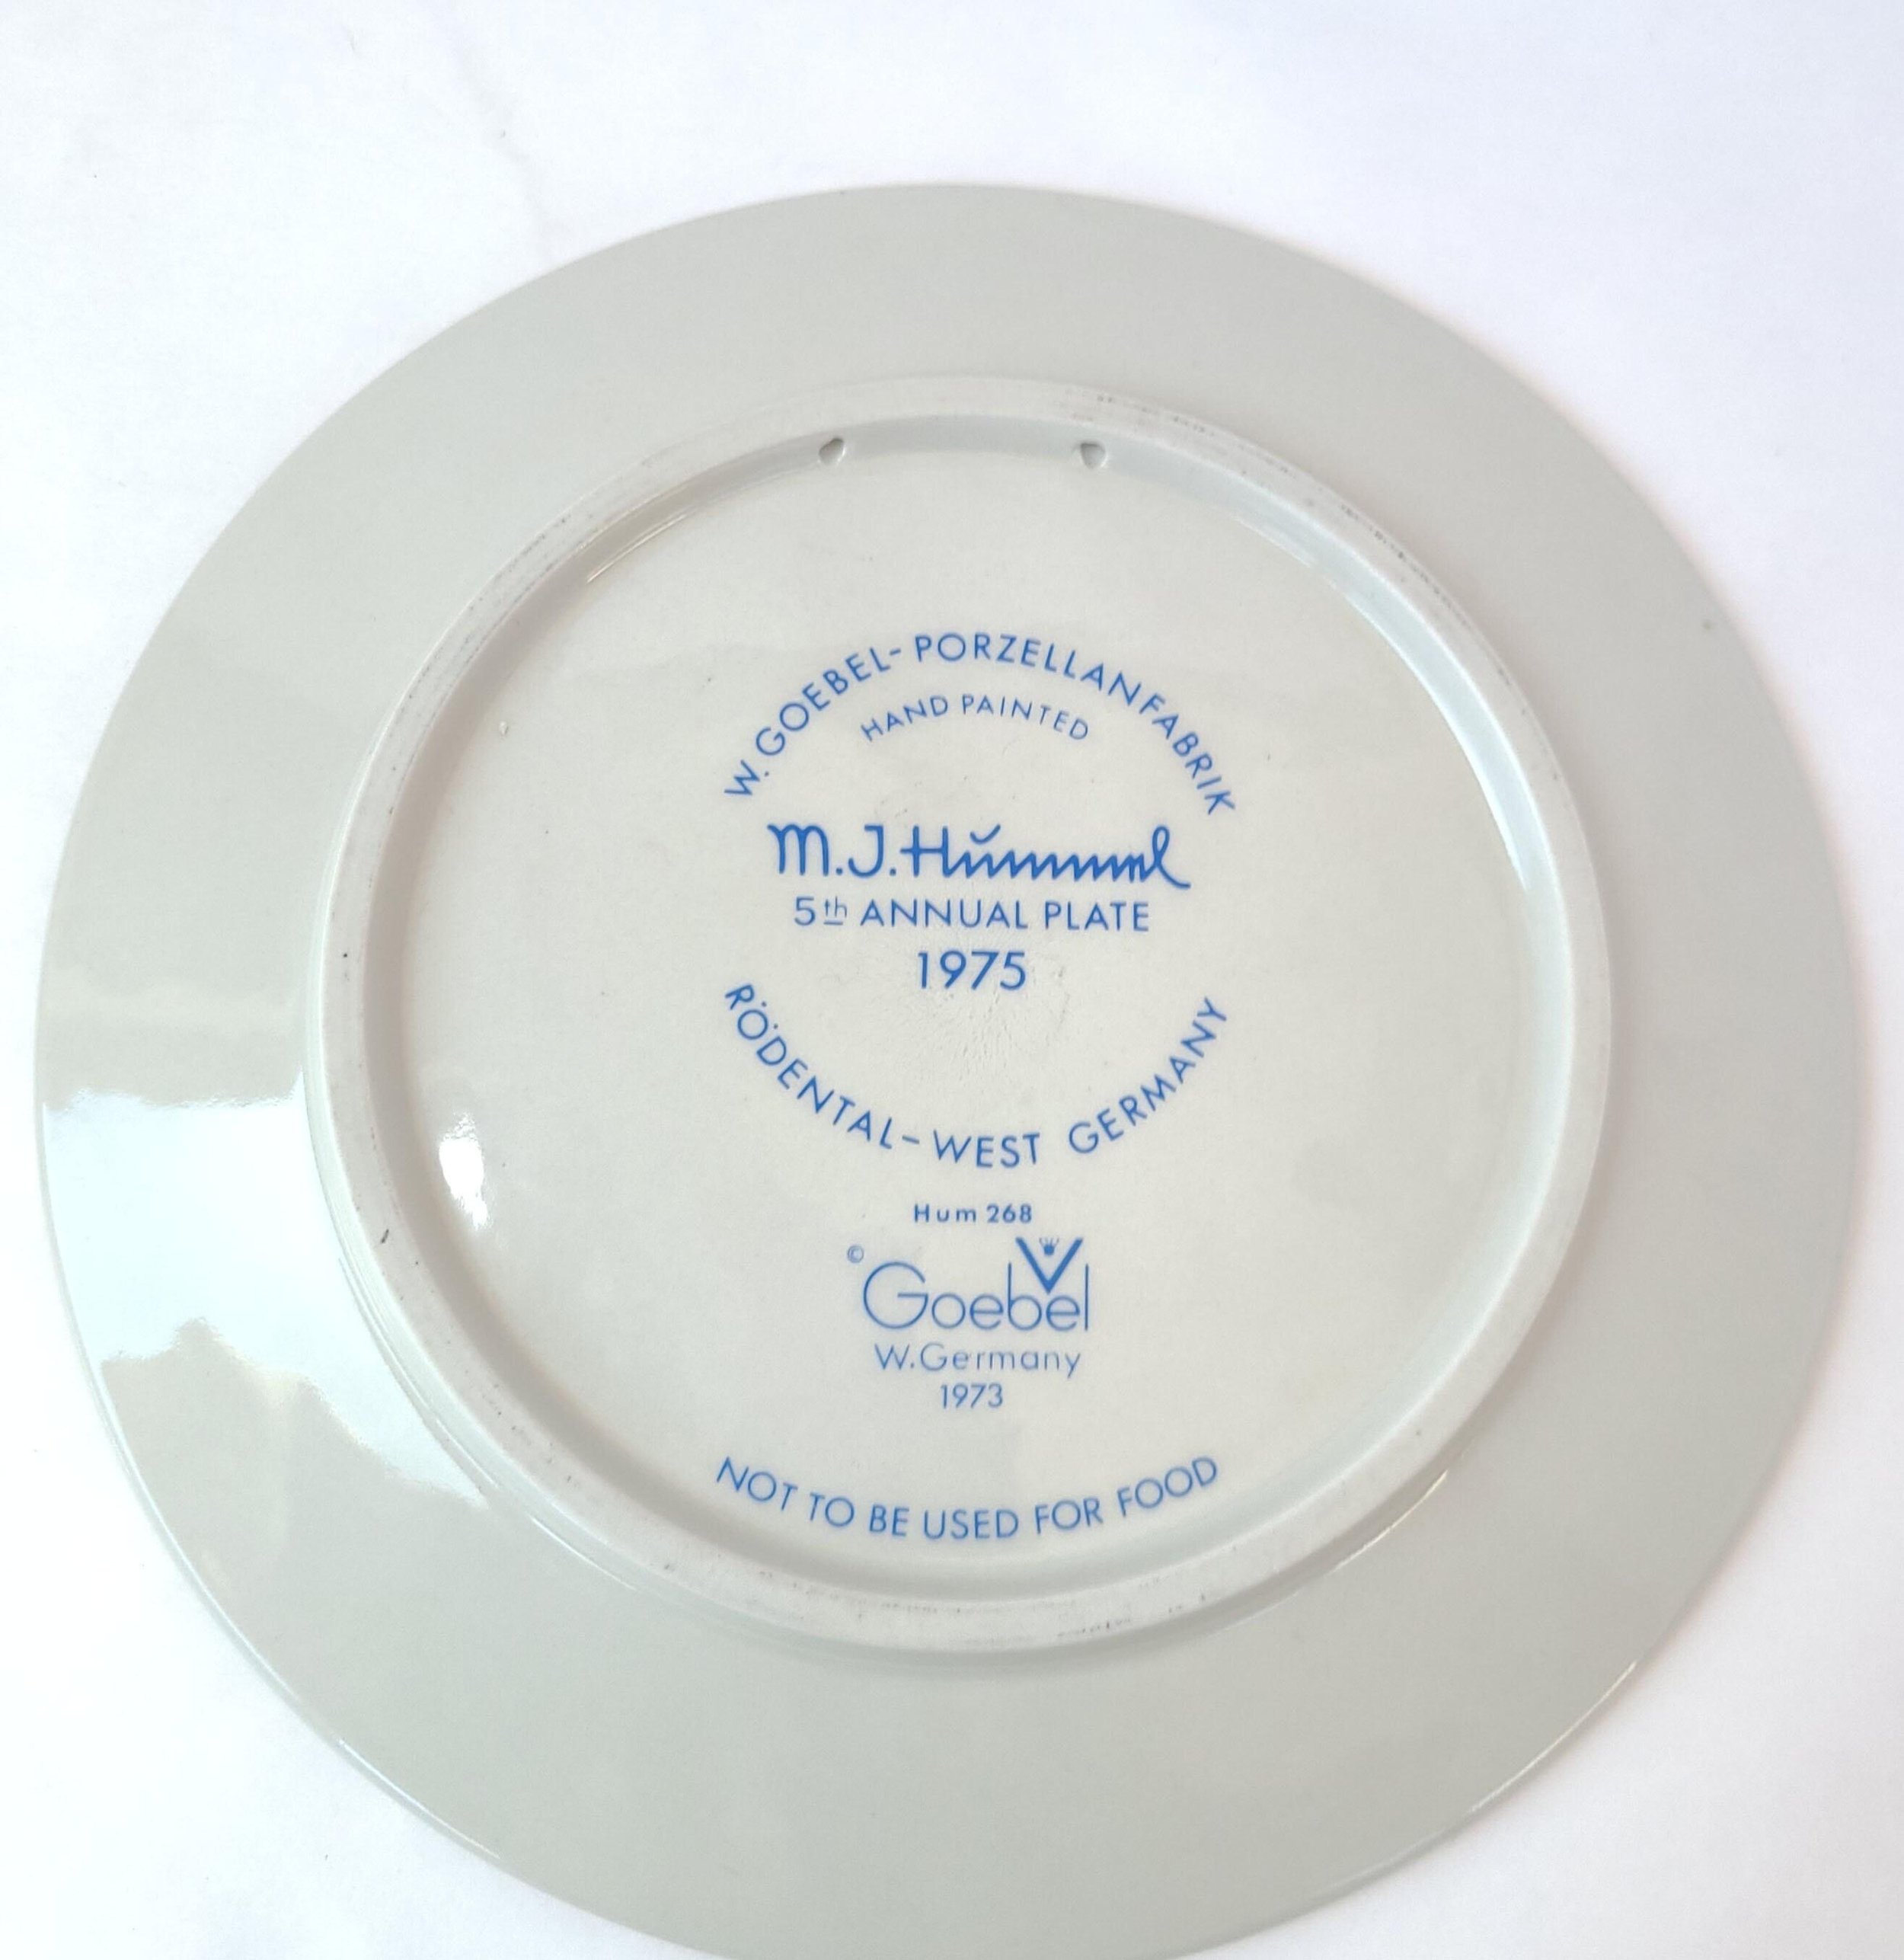 W. GOEBEL-PORZELLANFABRIK
HAND PAINTED
M.J.Hŭmmel
5th ANNUAL PLATE
1975
RÖDENTAL-WEST GERMANY
Hum 268
© Goebel
W.Germany
1973
NOT TO BE USED FOR FOOD